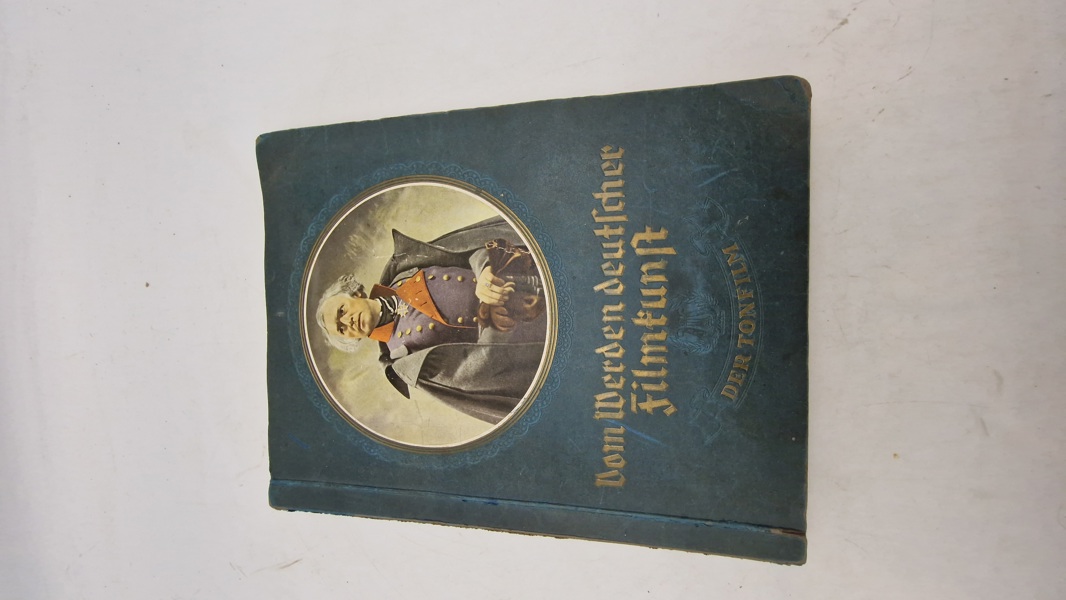 Vom Werden deutscher
Filmkunst
DER TONFILM